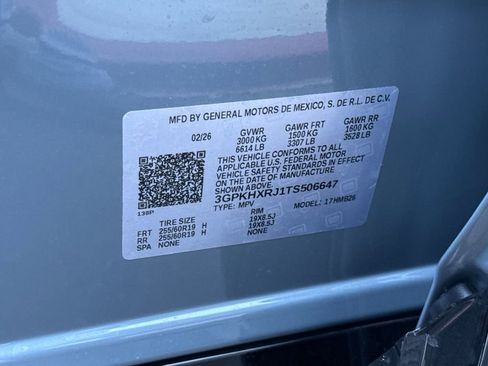 MFD BY GENERAL MOTORS DE MEXICO, S. DE R.L. DE C.V.
02/26 GVWR GAWR FRT GAWR RR
3000 KG 1500 KG 1600 KG
6614 LB 3307 LB 3528 LB
THIS VEHICLE CONFORMS TO ALL
APPLICABLE U.S. FEDERAL MOTOR
VEHICLE SAFETY STANDARDS IN EFFECT ON
THE DATE OF MANUFACTURE
SHOWN ABOVE.
3GPKHXRJ1TS506647
138P TYPE: MPV MODEL: 17HMB26
TIRE SIZE RIM
FRT 255/60R19 H 19X8.5J
RR 255/60R19 H 19X8.5J
SPA NONE NONE